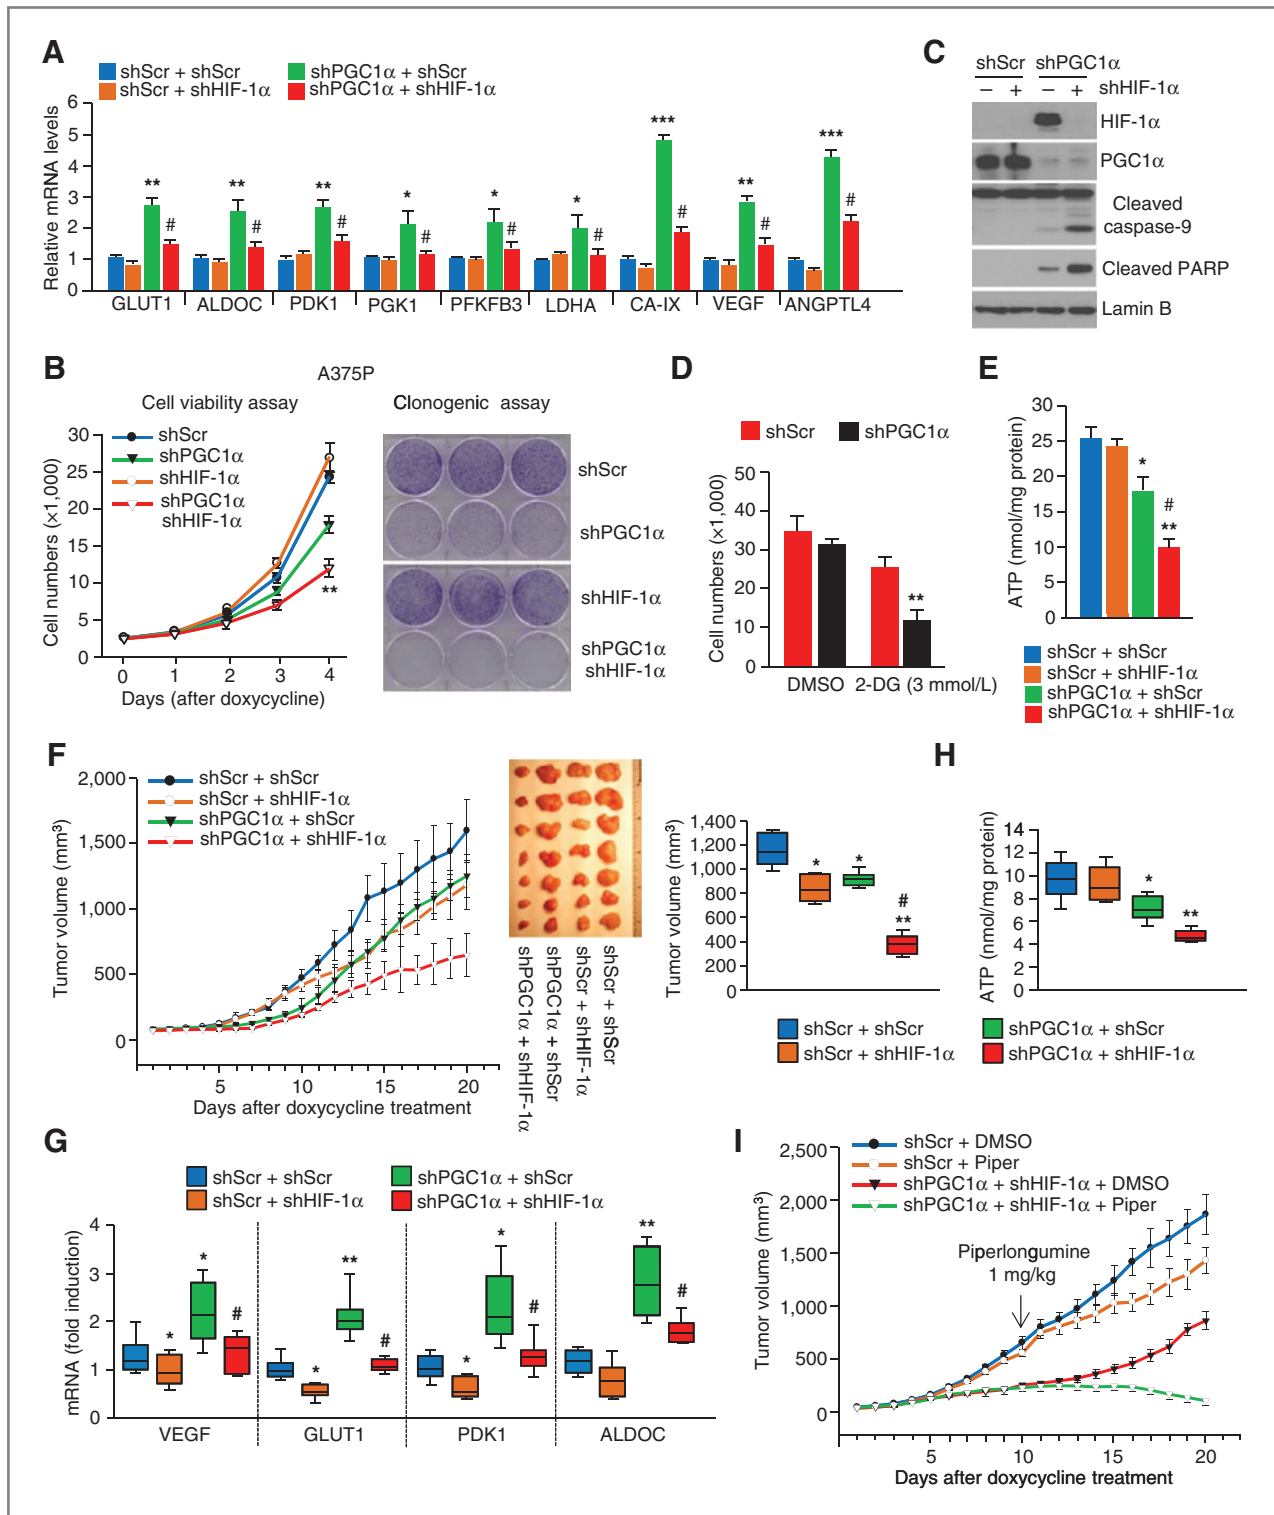 A
shScr + shScr
shScr + shHIF-1α
shPGC1α + shScr
shPGC1α + shHIF-1α
Relative mRNA levels
6
5
4
3
2
1
0
** ** ** * * * *** ** ***
# # # # # # # # #
GLUT1 ALDOC PDK1 PGK1 PFKFB3 LDHA CA-IX VEGF ANGPTL4
C
shScr shPGC1α
− + − + shHIF-1α
HIF-1α
PGC1α
Cleaved
caspase-9
Cleaved PARP
Lamin B
B
A375P
Cell viability assay
shScr
shPGC1α
shHIF-1α
shPGC1α
shHIF-1α
Cell numbers (×1,000)
30
25
20
15
10
5
0
**
0 1 2 3 4
Days (after doxycycline)
Clonogenic assay
shScr
shPGC1α
shHIF-1α
shPGC1α
shHIF-1α
D
shScr shPGC1α
Cell numbers (×1,000)
50
40
30
20
10
0
**
DMSO 2-DG (3 mmol/L)
E
ATP (nmol/mg protein)
30
25
20
15
10
5
0
*
#
**
shScr + shScr
shScr + shHIF-1α
shPGC1α + shScr
shPGC1α + shHIF-1α
F
shScr + shScr
shScr + shHIF-1α
shPGC1α + shScr
shPGC1α + shHIF-1α
Tumor volume (mm³)
2,000
1,500
1,000
500
0
5 10 15 20
Days after doxycycline treatment
shPGC1α + shHIF-1α
shPGC1α + shScr
shScr + shHIF-1α
shScr + shScr
Tumor volume (mm³)
1,400
1,200
1,000
800
600
400
200
0
* *
#
**
H
ATP (nmol/mg protein)
14
12
10
8
6
4
2
0
*
**
shScr + shScr
shScr + shHIF-1α
shPGC1α + shScr
shPGC1α + shHIF-1α
G
shScr + shScr
shScr + shHIF-1α
shPGC1α + shScr
shPGC1α + shHIF-1α
mRNA (fold induction)
4
3
2
1
0
* * #
* ** #
* * #
** #
VEGF GLUT1 PDK1 ALDOC
I
shScr + DMSO
shScr + Piper
shPGC1α + shHIF-1α + DMSO
shPGC1α + shHIF-1α + Piper
Piperlongumine
1 mg/kg
Tumor volume (mm³)
2,500
2,000
1,500
1,000
500
0
5 10 15 20
Days after doxycycline treatment